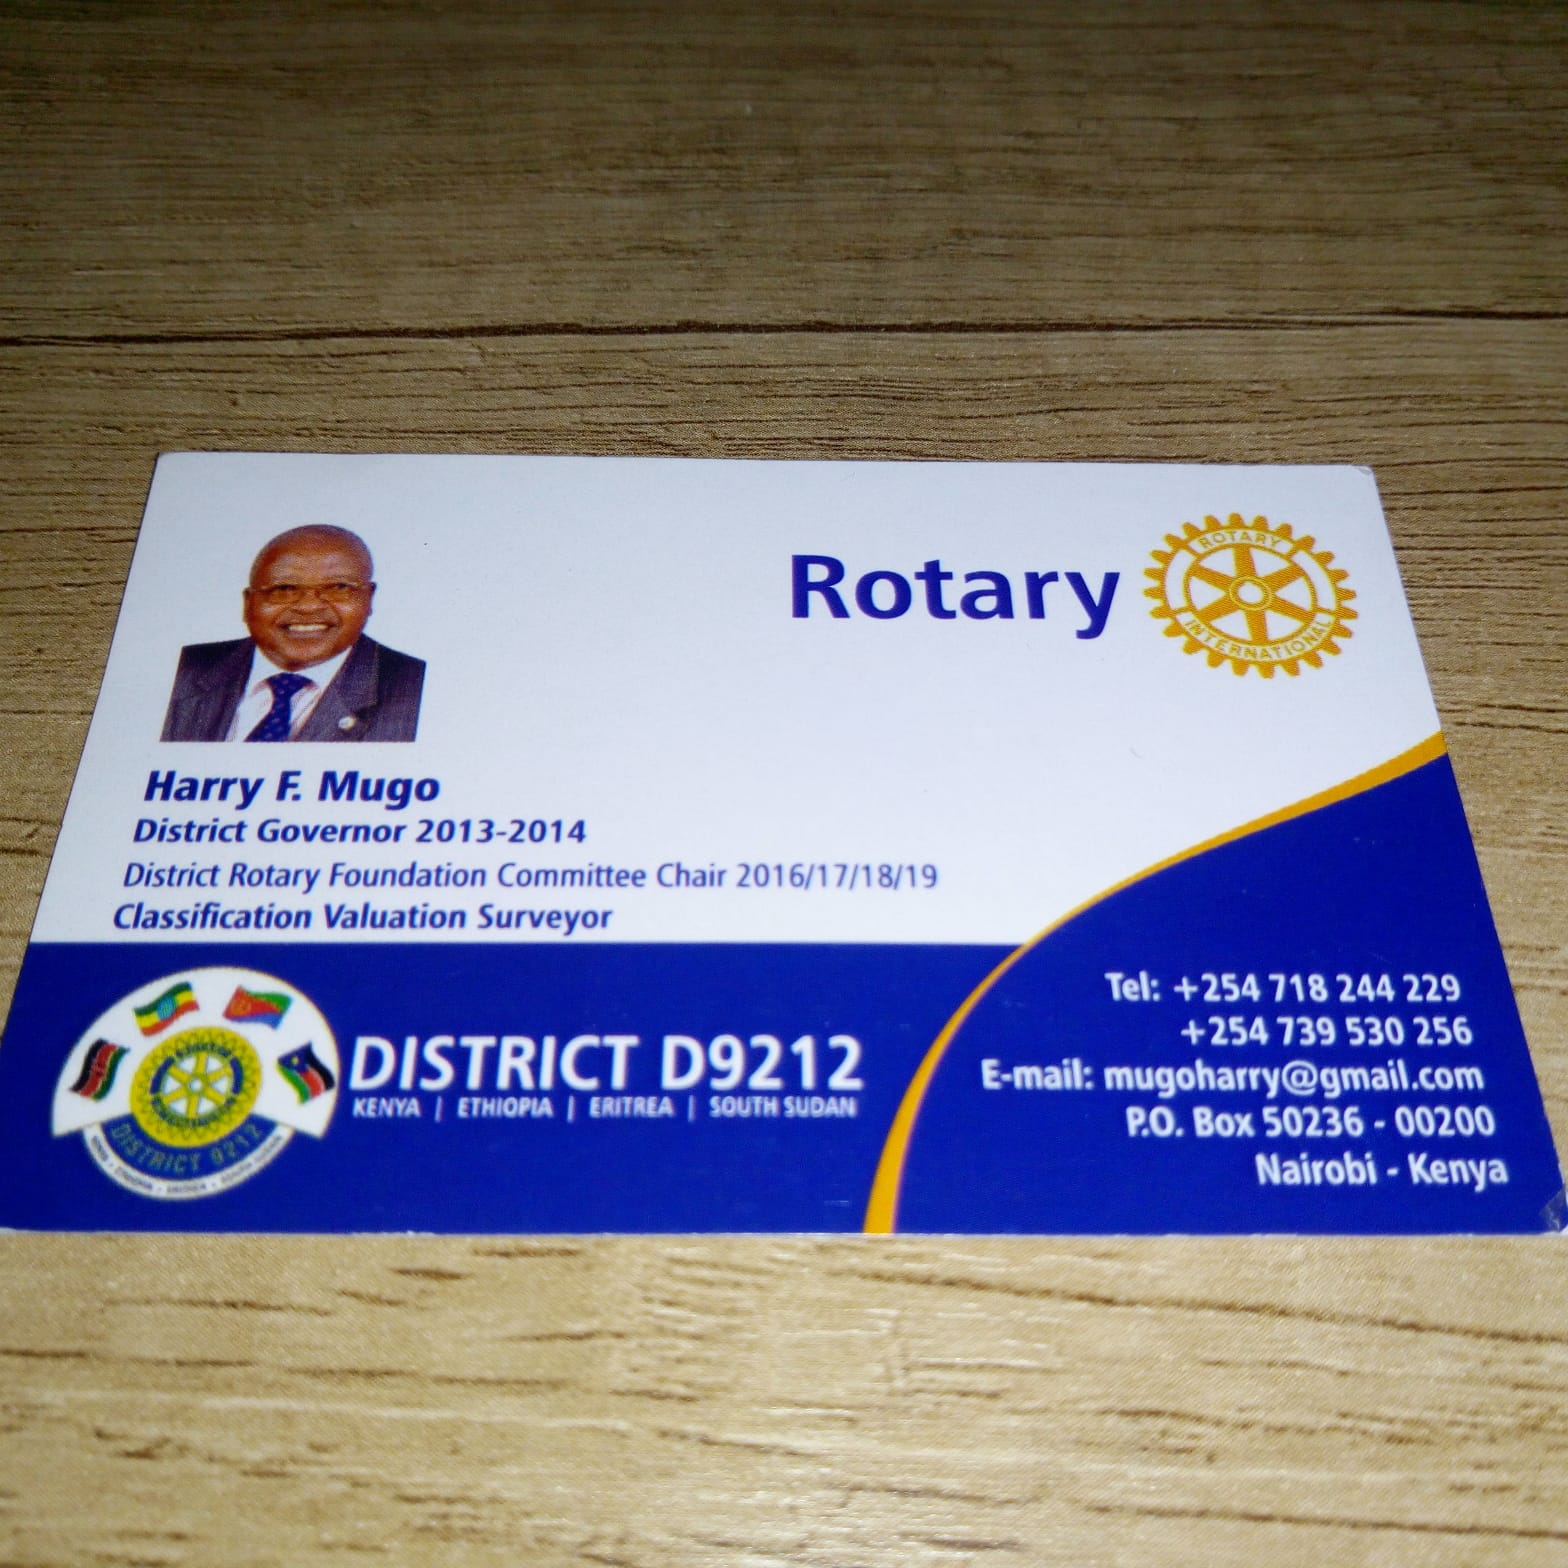 Rotary
ROTARY
INTERNATIONAL
Harry F. Mugo
District Governor 2013-2014
District Rotary Foundation Committee Chair 2016/17/18/19
Classification Valuation Surveyor
DISTRICT 9212
DISTRICT D9212
KENYA | ETHIOPIA | ERITREA | SOUTH SUDAN
Tel: +254 718 244 229
+254 739 530 256
E-mail: mugoharry@gmail.com
P.O. Box 50236 - 00200
Nairobi - Kenya